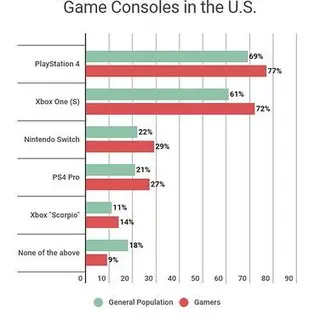 Game Consoles in the U.S.
PlayStation 4
69%
77%
Xbox One (S)
61%
72%
Nintendo Switch
22%
29%
PS4 Pro
21%
27%
Xbox "Scorpio"
11%
14%
None of the above
18%
9%
0 10 20 30 40 50 60 70 80 90
General Population Gamers